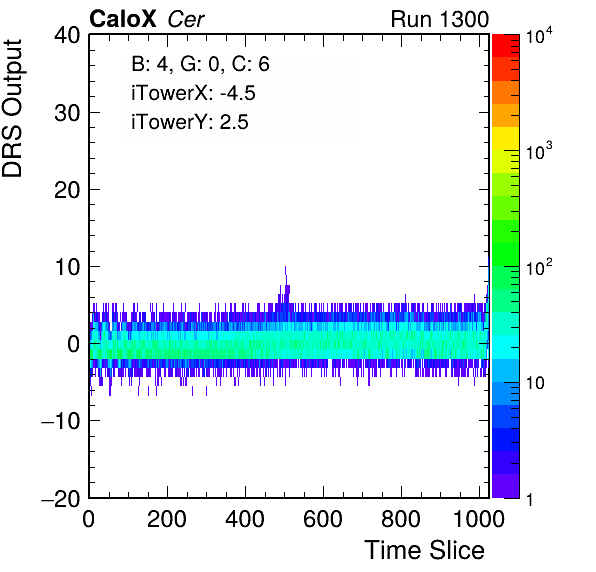 CaloX Cer Run 1300
DRS Output
B: 4, G: 0, C: 6
iTowerX: -4.5
iTowerY: 2.5
40
30
20
10
0
−10
−20
0 200 400 600 800 1000
Time Slice
10^4
10^3
10^2
10
1